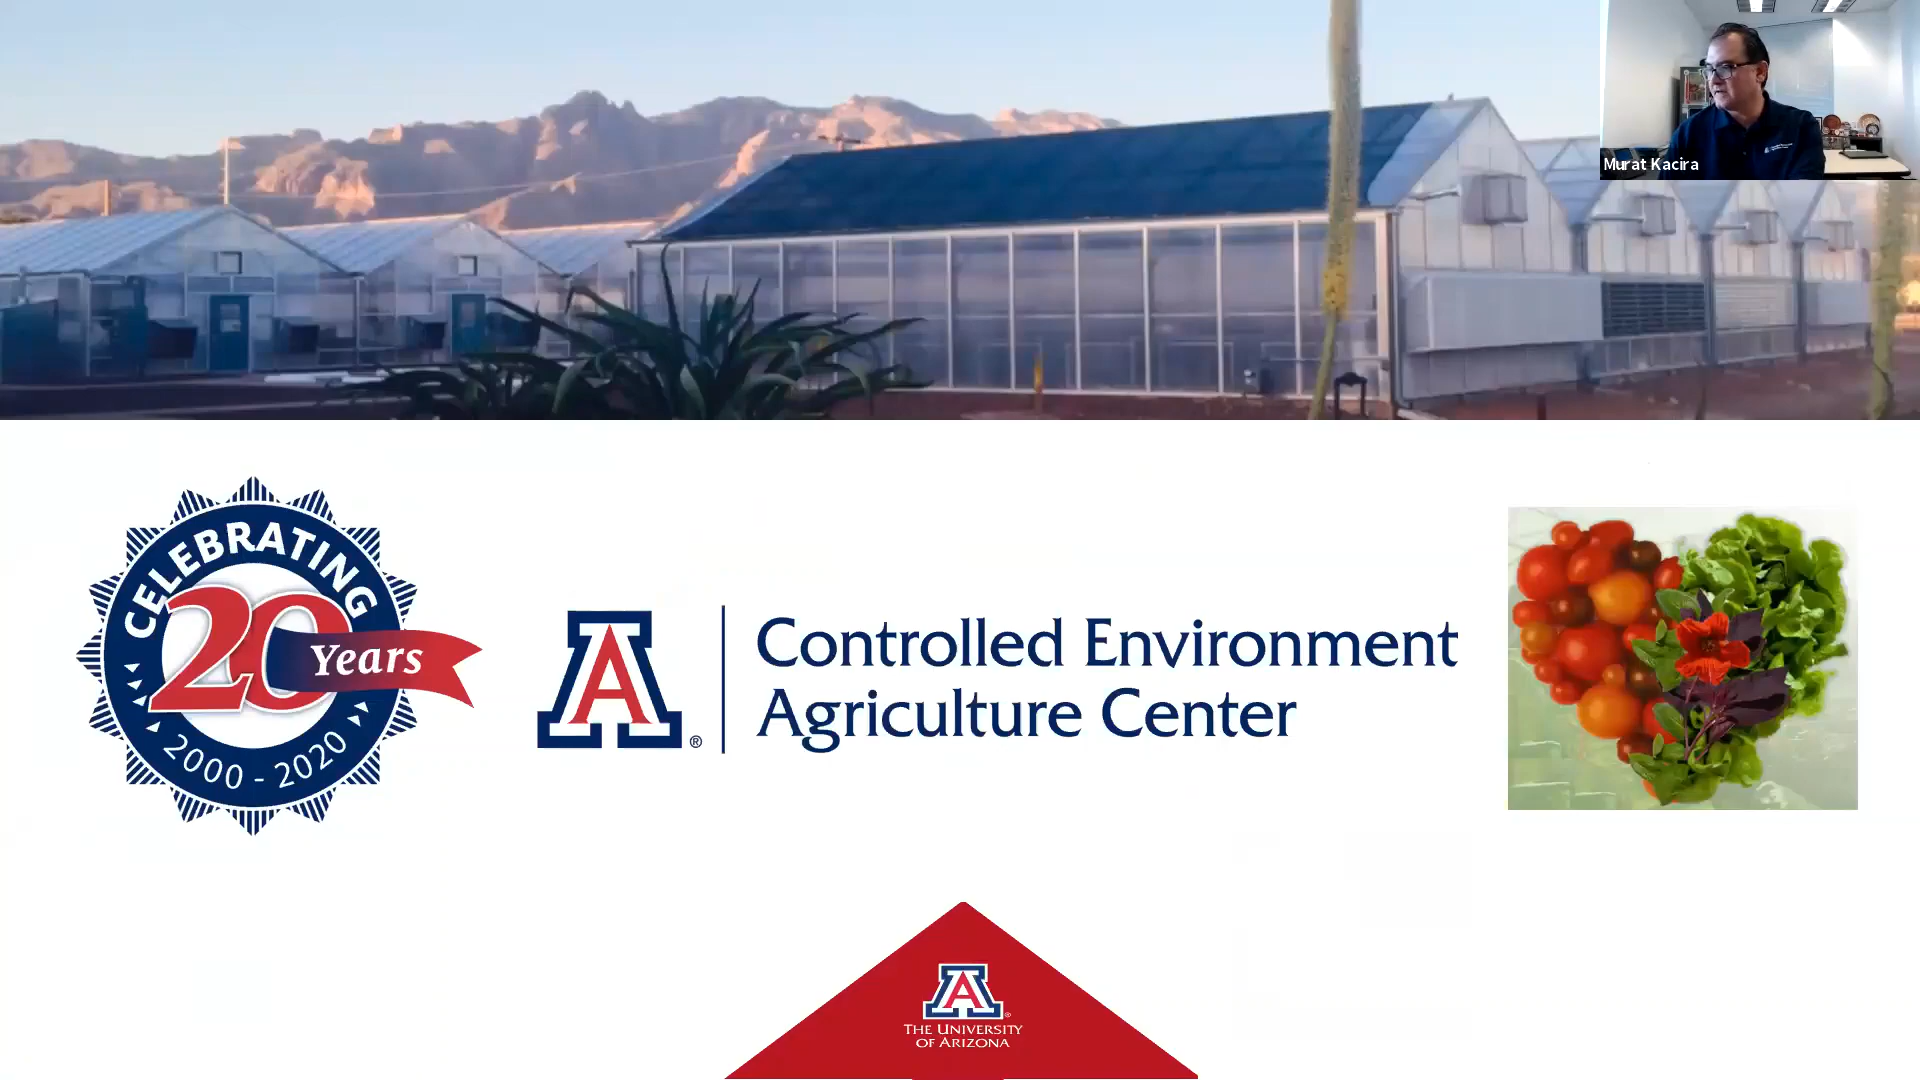 Murat Kacira
CELEBRATING
20
Years
2000 - 2020
A®
Controlled Environment
Agriculture Center
A®
THE UNIVERSITY
OF ARIZONA